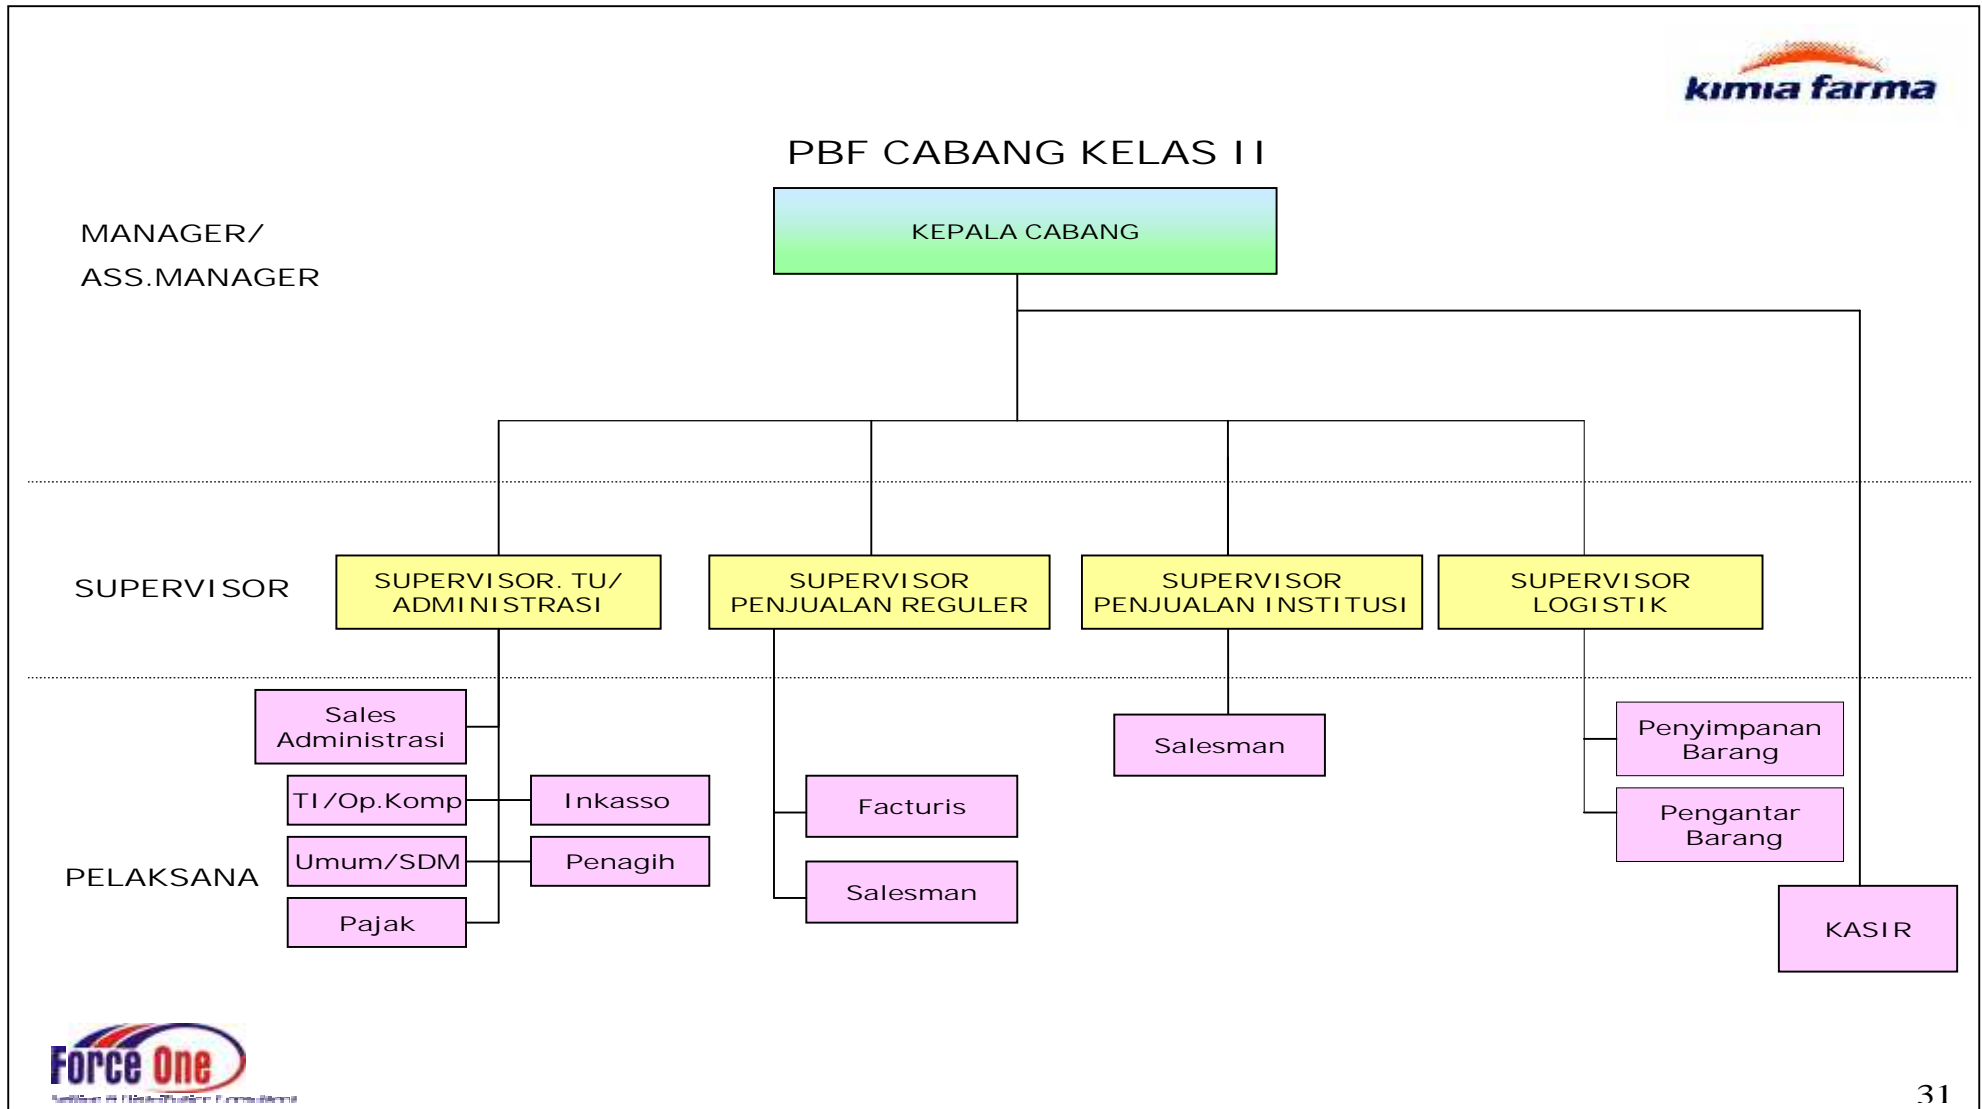 kimia farma
PBF CABANG KELAS II
MANAGER/
ASS.MANAGER
KEPALA CABANG
SUPERVISOR
SUPERVISOR. TU/
ADMINISTRASI
SUPERVISOR
PENJUALAN REGULER
SUPERVISOR
PENJUALAN INSTITUSI
SUPERVISOR
LOGISTIK
PELAKSANA
Sales
Administrasi
TI/Op.Komp
Inkasso
Umum/SDM
Penagih
Pajak
Facturis
Salesman
Salesman
Penyimpanan
Barang
Pengantar
Barang
KASIR
Force One
31